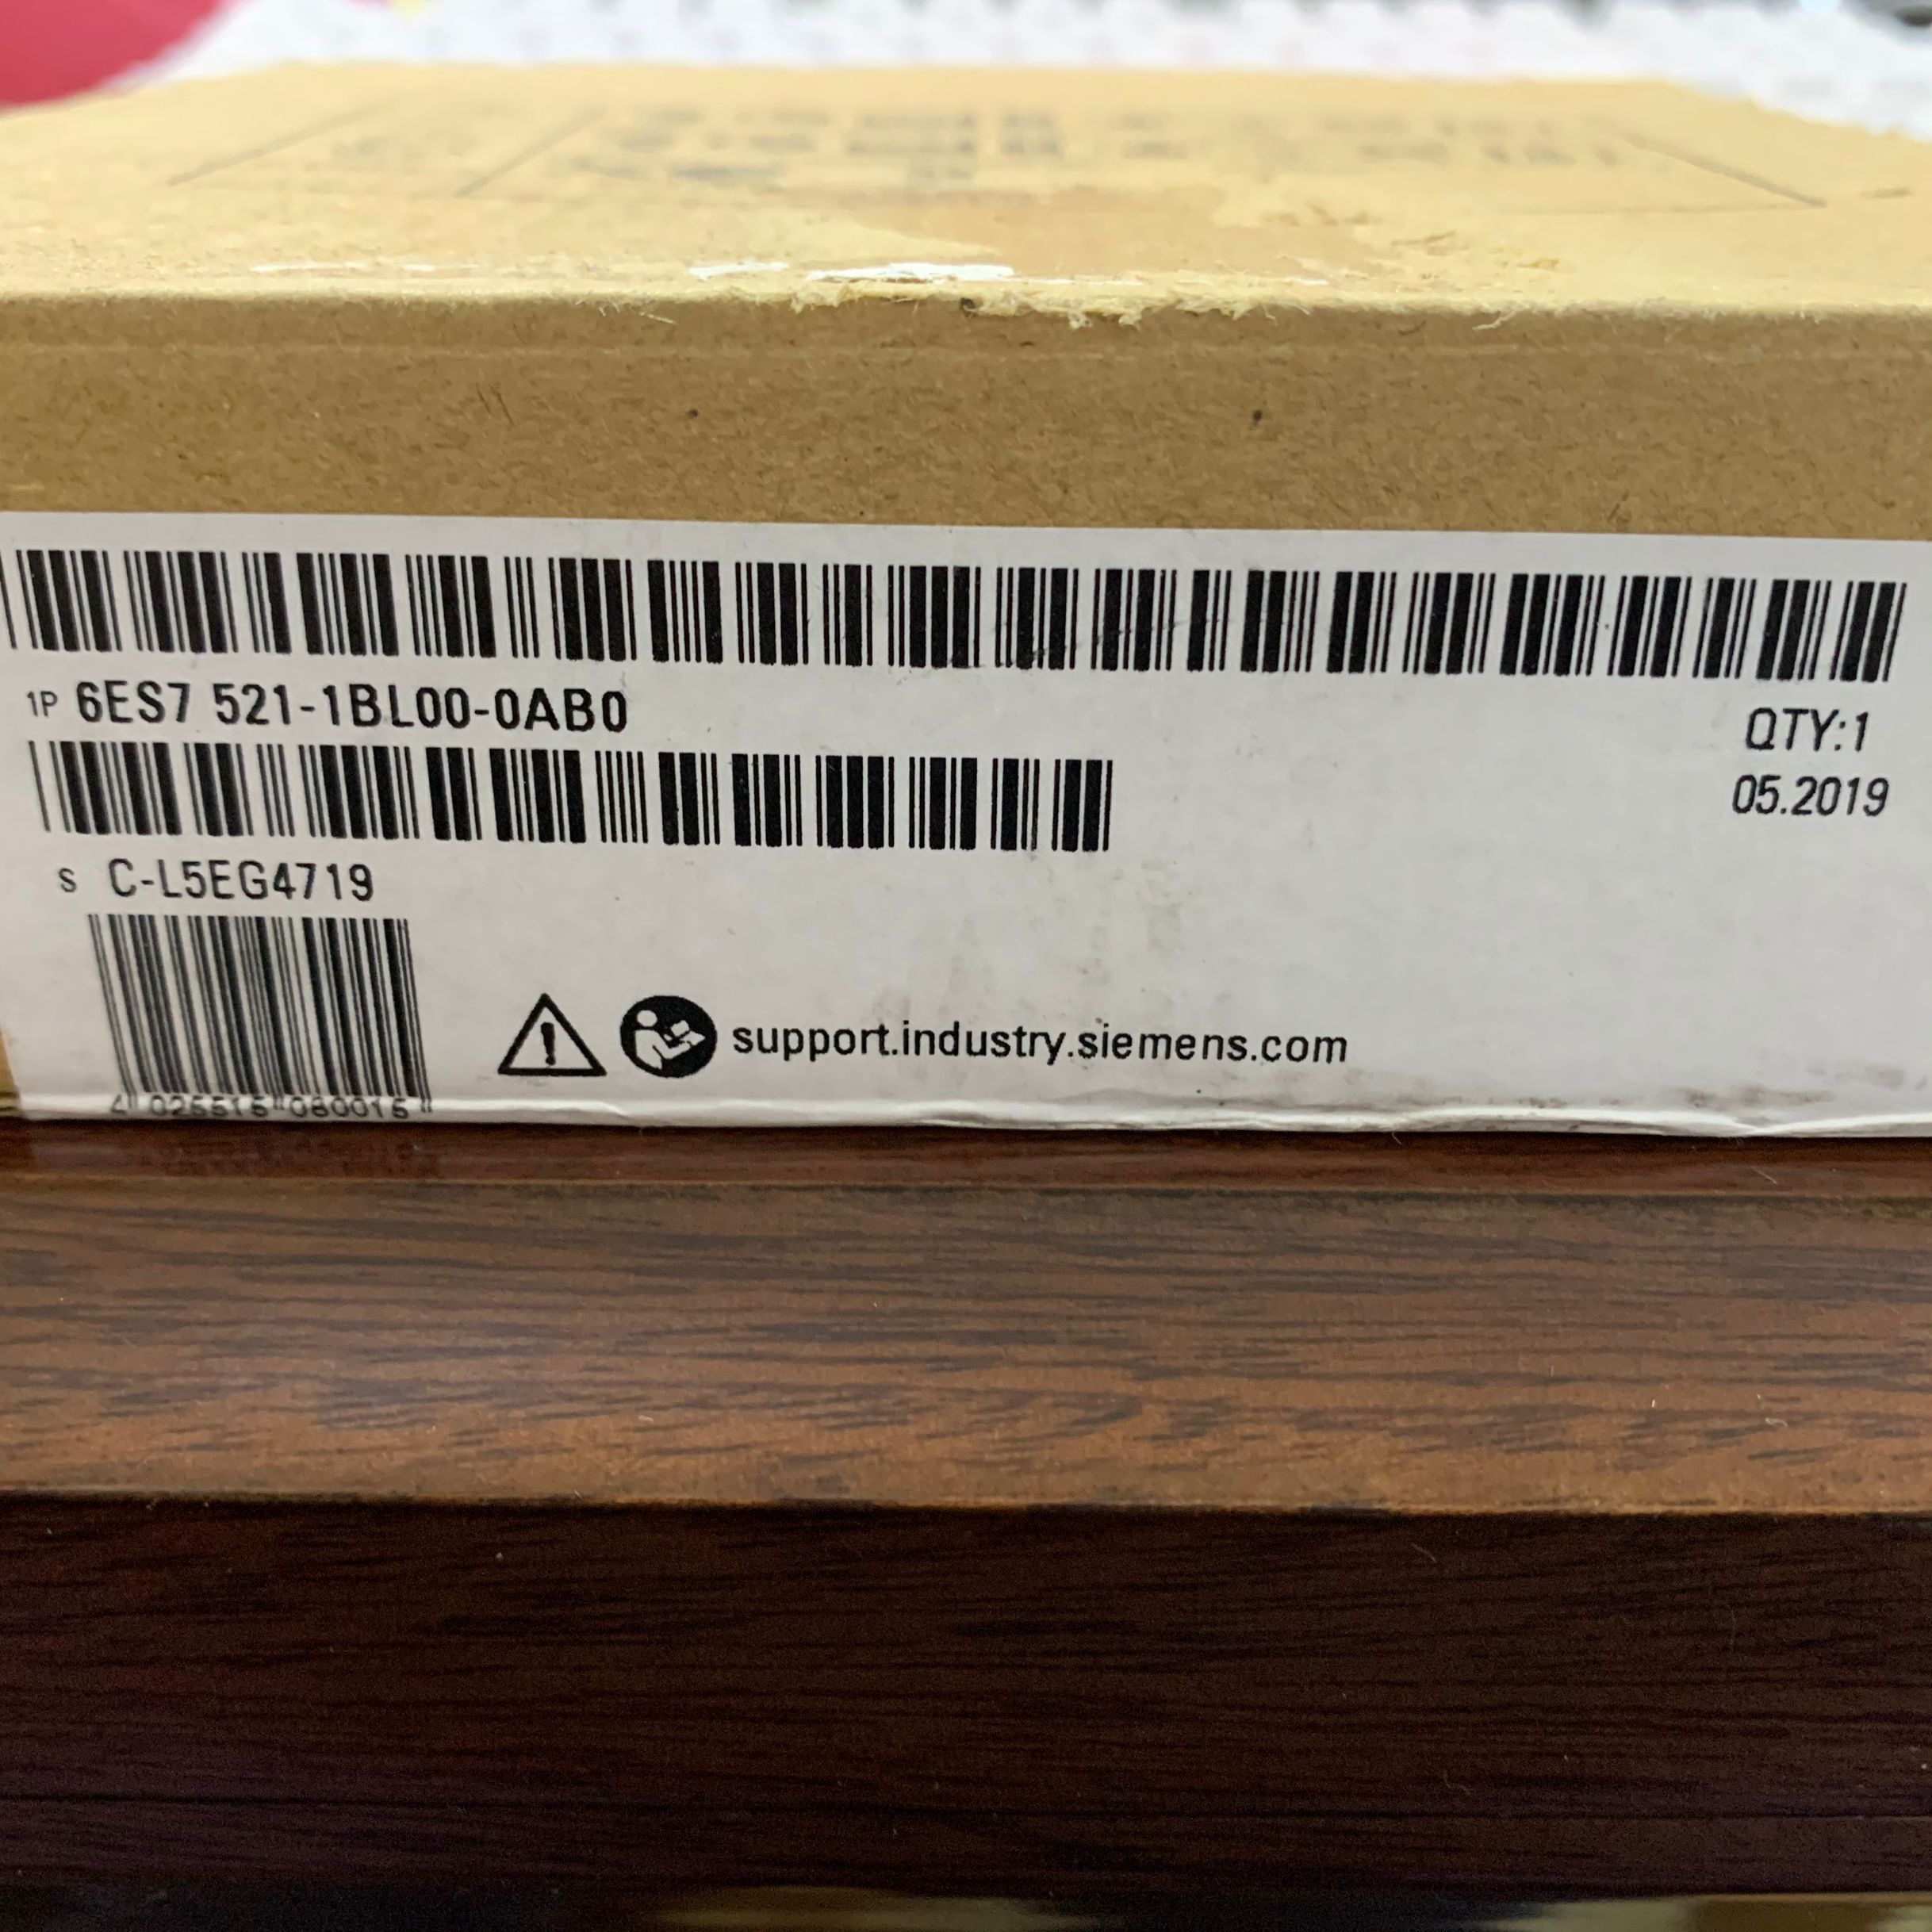 1P 6ES7 521-1BL00-0AB0
QTY:1
05.2019
S C-L5EG4719
support.industry.siemens.com
4 025515 080015